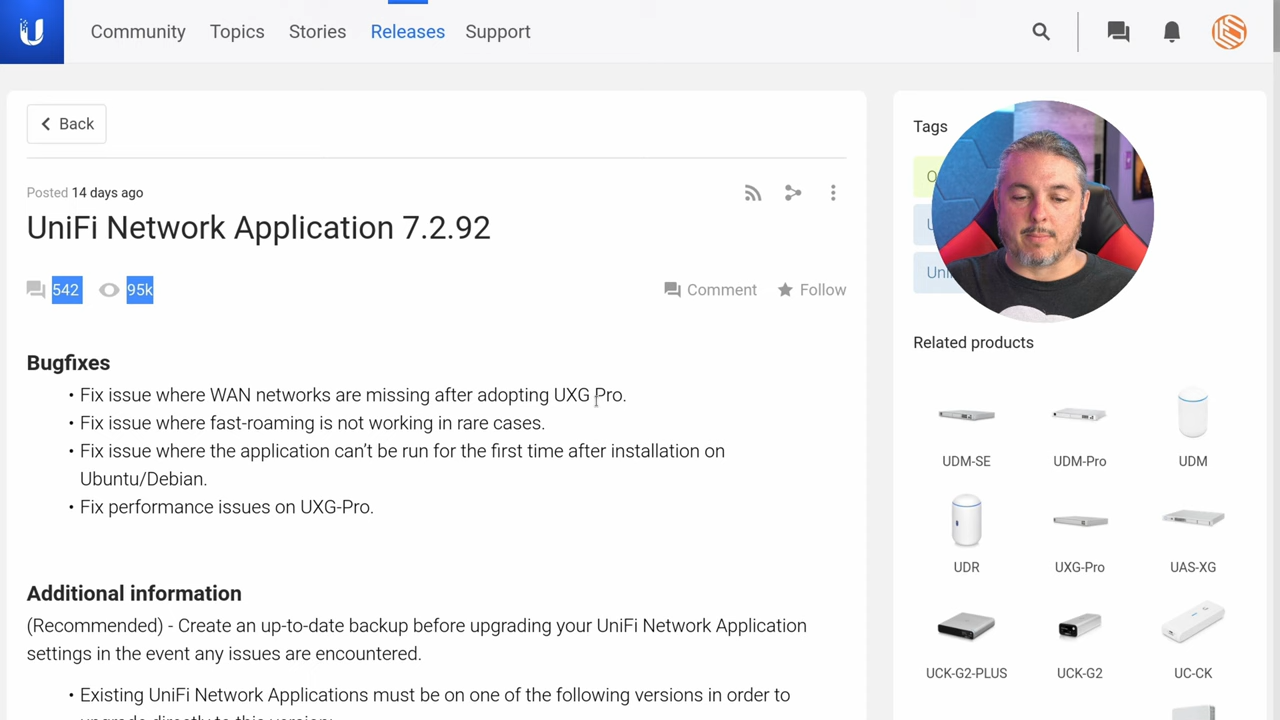 Community Topics Stories Releases Support
Back
Posted 14 days ago
UniFi Network Application 7.2.92
542 95k
Comment Follow
Bugfixes
• Fix issue where WAN networks are missing after adopting UXG Pro.
• Fix issue where fast-roaming is not working in rare cases.
• Fix issue where the application can’t be run for the first time after installation on
Ubuntu/Debian.
• Fix performance issues on UXG-Pro.
Additional information
(Recommended) - Create an up-to-date backup before upgrading your UniFi Network Application
settings in the event any issues are encountered.
• Existing UniFi Network Applications must be on one of the following versions in order to
upgrade directly to this version:
Tags
Related products
UDM-SE UDM-Pro UDM
UDR UXG-Pro UAS-XG
UCK-G2-PLUS UCK-G2 UC-CK